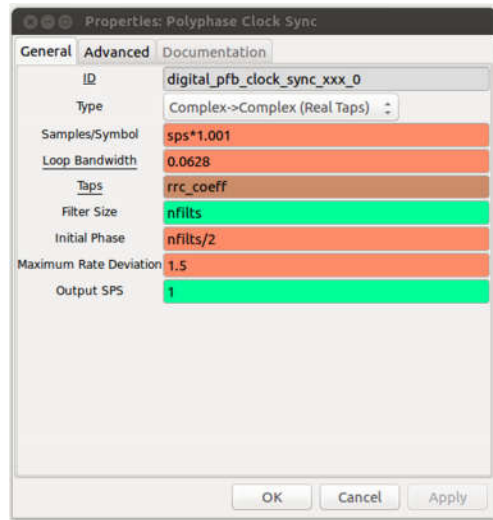 Properties: Polyphase Clock Sync
General Advanced Documentation
ID digital_pfb_clock_sync_xxx_0
Type Complex->Complex (Real Taps)
Samples/Symbol sps*1.001
Loop Bandwidth 0.0628
Taps rrc_coeff
Filter Size nfilts
Initial Phase nfilts/2
Maximum Rate Deviation 1.5
Output SPS 1
OK Cancel Apply